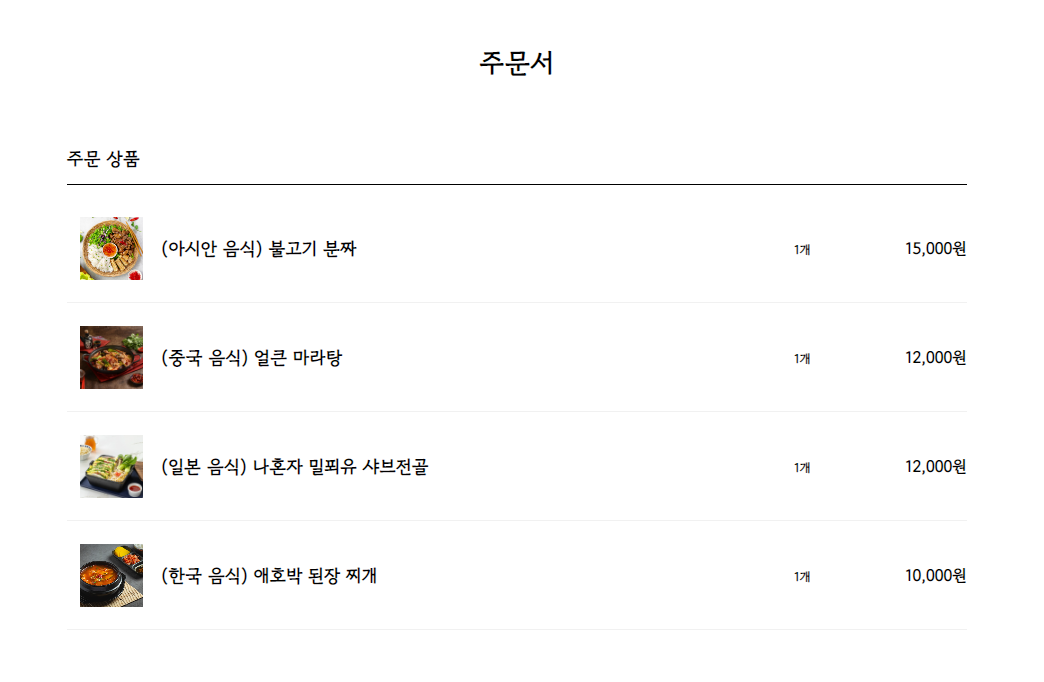 주문서
주문 상품
(아시안 음식) 불고기 분짜 1개 15,000원
(중국 음식) 얼큰 마라탕 1개 12,000원
(일본 음식) 나혼자 밀푀유 샤브전골 1개 12,000원
(한국 음식) 애호박 된장 찌개 1개 10,000원